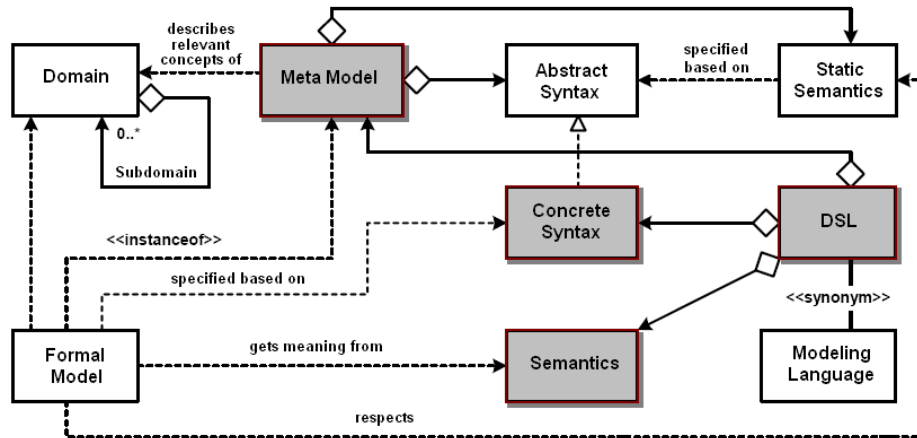 describes
relevant
concepts of
Domain
Meta Model
Abstract
Syntax
specified
based on
Static
Semantics
0..*
Subdomain
<<instanceof>>
Concrete
Syntax
DSL
specified based on
<<synonym>>
Formal
Model
gets meaning from
Semantics
Modeling
Language
respects